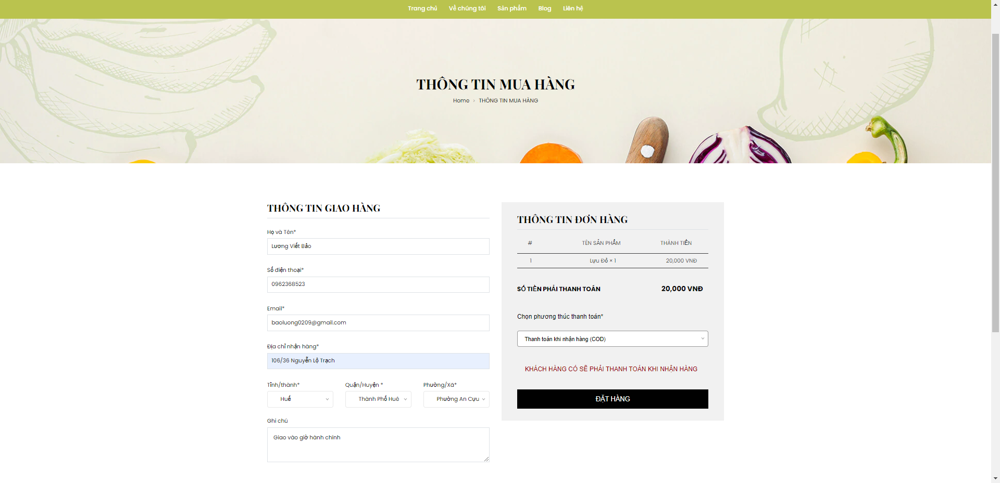 Trang chủ Về chúng tôi Sản phẩm Blog Liên hệ
THÔNG TIN MUA HÀNG
Home › THÔNG TIN MUA HÀNG
THÔNG TIN GIAO HÀNG
Họ và Tên*
Lương Viết Bảo
Số điện thoại*
0962368523
Email*
baoluong0209@gmail.com
Địa chỉ nhận hàng*
106/36 Nguyễn Lộ Trạch
Tỉnh/thành* Quận/Huyện * Phường/Xã*
Huế Thành Phố Huê Phường An Cựu
Ghi chú
Giao vào giờ hành chính
THÔNG TIN ĐƠN HÀNG
# TÊN SẢN PHẨM THÀNH TIỀN
1 Lựu Đỏ × 1 20,000 VNĐ
SỐ TIỀN PHẢI THANH TOÁN 20,000 VNĐ
Chọn phương thúc thanh toán*
Thanh toán khi nhận hàng (COD)
KHÁCH HÀNG CÓ SẼ PHẢI THANH TOÁN KHI NHẬN HÀNG
ĐẶT HÀNG